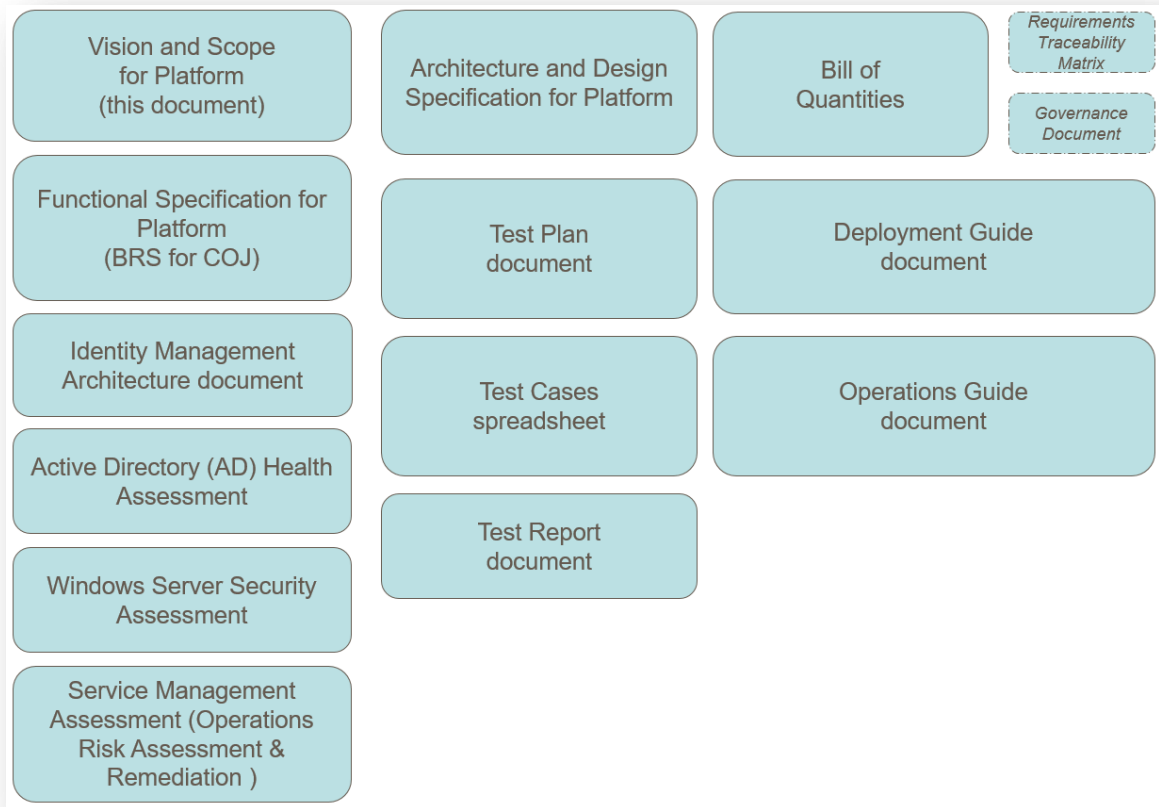 Vision and Scope
for Platform
(this document)
Functional Specification for
Platform
(BRS for COJ)
Identity Management
Architecture document
Active Directory (AD) Health
Assessment
Windows Server Security
Assessment
Service Management
Assessment (Operations
Risk Assessment &
Remediation )
Architecture and Design
Specification for Platform
Test Plan
document
Test Cases
spreadsheet
Test Report
document
Bill of
Quantities
Requirements
Traceability
Matrix
Governance
Document
Deployment Guide
document
Operations Guide
document